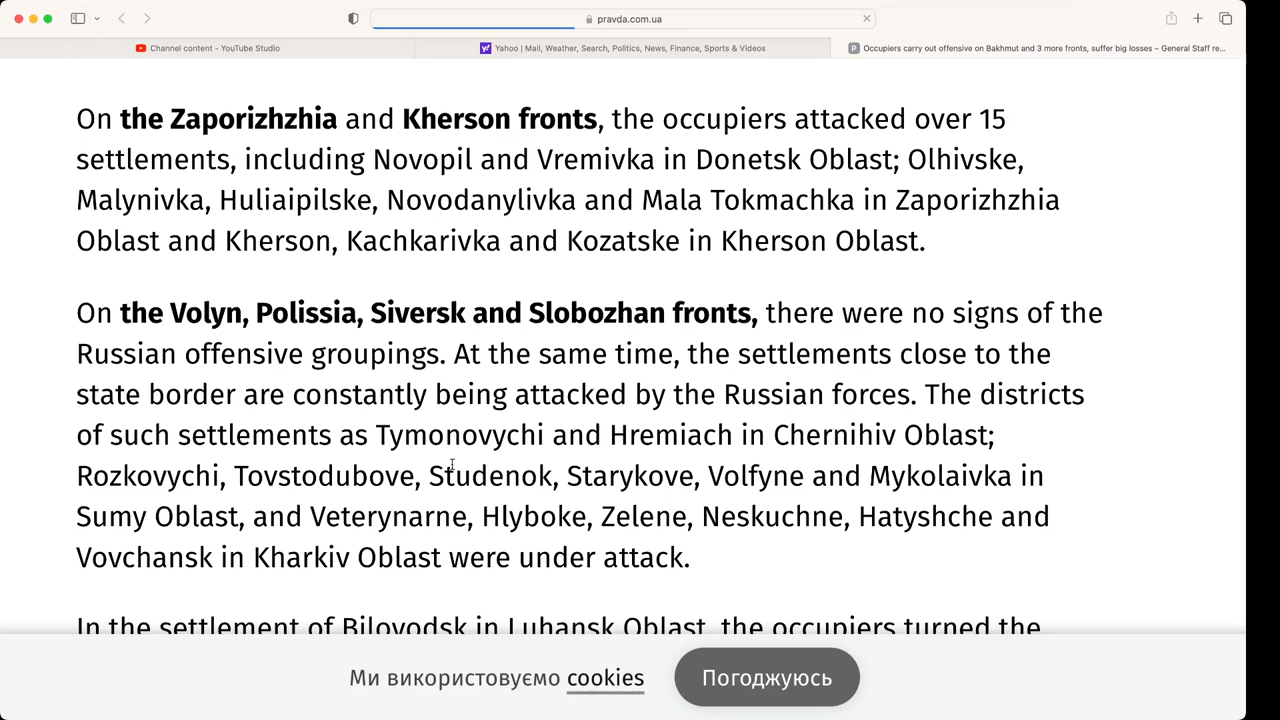 pravda.com.ua
Channel content - YouTube Studio
Yahoo | Mail, Weather, Search, Politics, News, Finance, Sports & Videos
P Occupiers carry out offensive on Bakhmut and 3 more fronts, suffer big losses – General Staff re...
On the Zaporizhzhia and Kherson fronts, the occupiers attacked over 15
settlements, including Novopil and Vremivka in Donetsk Oblast; Olhivske,
Malynivka, Huliaipilske, Novodanylivka and Mala Tokmachka in Zaporizhzhia
Oblast and Kherson, Kachkarivka and Kozatske in Kherson Oblast.
On the Volyn, Polissia, Siversk and Slobozhan fronts, there were no signs of the
Russian offensive groupings. At the same time, the settlements close to the
state border are constantly being attacked by the Russian forces. The districts
of such settlements as Tymonovychi and Hremiach in Chernihiv Oblast;
Rozkovychi, Tovstodubove, Studenok, Starykove, Volfyne and Mykolaivka in
Sumy Oblast, and Veterynarne, Hlyboke, Zelene, Neskuchne, Hatyshche and
Vovchansk in Kharkiv Oblast were under attack.
In the settlement of Bilovodsk in Luhansk Oblast, the occupiers turned the
Ми використовуємо cookies
Погоджуюсь